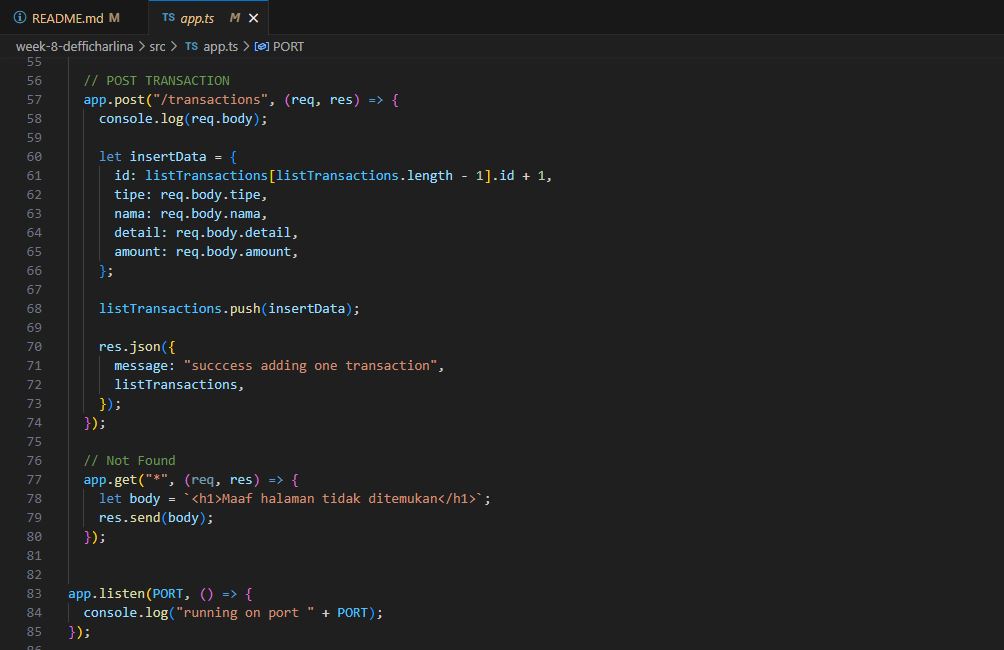 README.md M TS app.ts M
week-8-defficharlina > src > TS app.ts > PORT
55
56 // POST TRANSACTION
57 app.post("/transactions", (req, res) => {
58 console.log(req.body);
59
60 let insertData = {
61 id: listTransactions[listTransactions.length - 1].id + 1,
62 tipe: req.body.tipe,
63 nama: req.body.nama,
64 detail: req.body.detail,
65 amount: req.body.amount,
66 };
67
68 listTransactions.push(insertData);
69
70 res.json({
71 message: "succcess adding one transaction",
72 listTransactions,
73 });
74 });
75
76 // Not Found
77 app.get("*", (req, res) => {
78 let body = `<h1>Maaf halaman tidak ditemukan</h1>`;
79 res.send(body);
80 });
81
82
83 app.listen(PORT, () => {
84 console.log("running on port " + PORT);
85 });
86